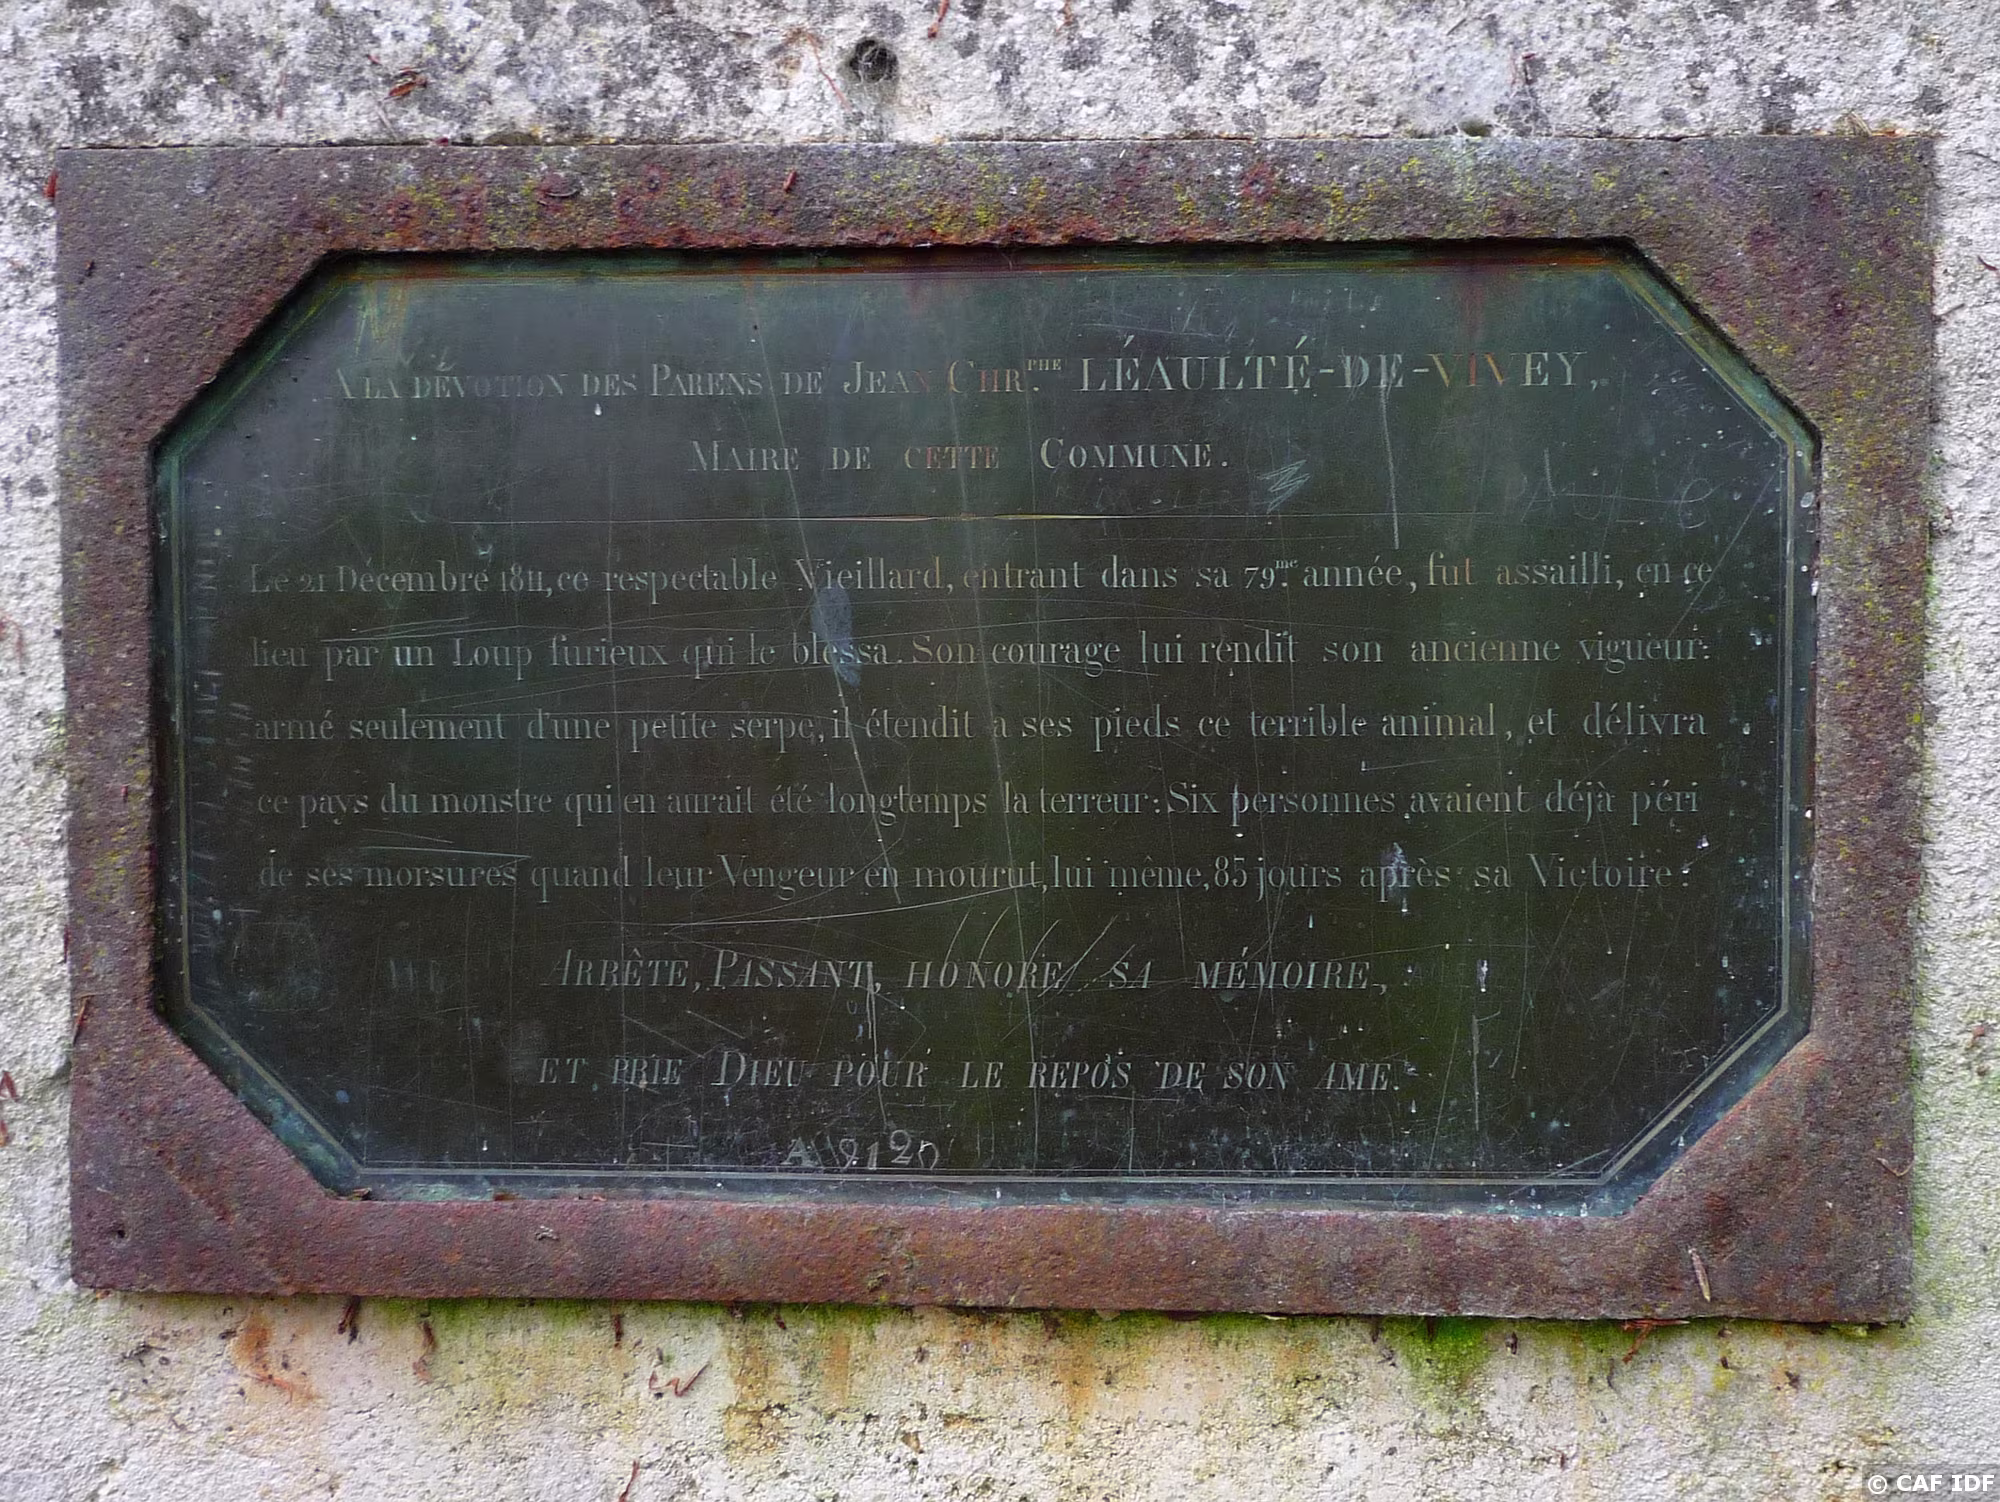 A LA DÉVOTION DES PARENS DE JEAN CHR.PHE LÉAULTÉ-DE-VIVEY,
MAIRE DE CETTE COMMUNE.
Le 21 Décembre 1811, ce respectable Vieillard, entrant dans sa 79.me année, fut assailli, en ce
lieu par un Loup furieux qui le blessa. Son courage lui rendit son ancienne vigueur:
armé seulement d'une petite serpe, il étendit a ses pieds ce terrible animal, et délivra
ce pays du monstre qui en aurait été longtemps la terreur: Six personnes avaient déjà péri
de ses morsures quand leur Vengeur en mourut, lui même, 85 jours après sa Victoire:
ARRÊTE, PASSANT, HONORE SA MÉMOIRE,
ET PRIE DIEU POUR LE REPOS DE SON AME.
© CAF IDF